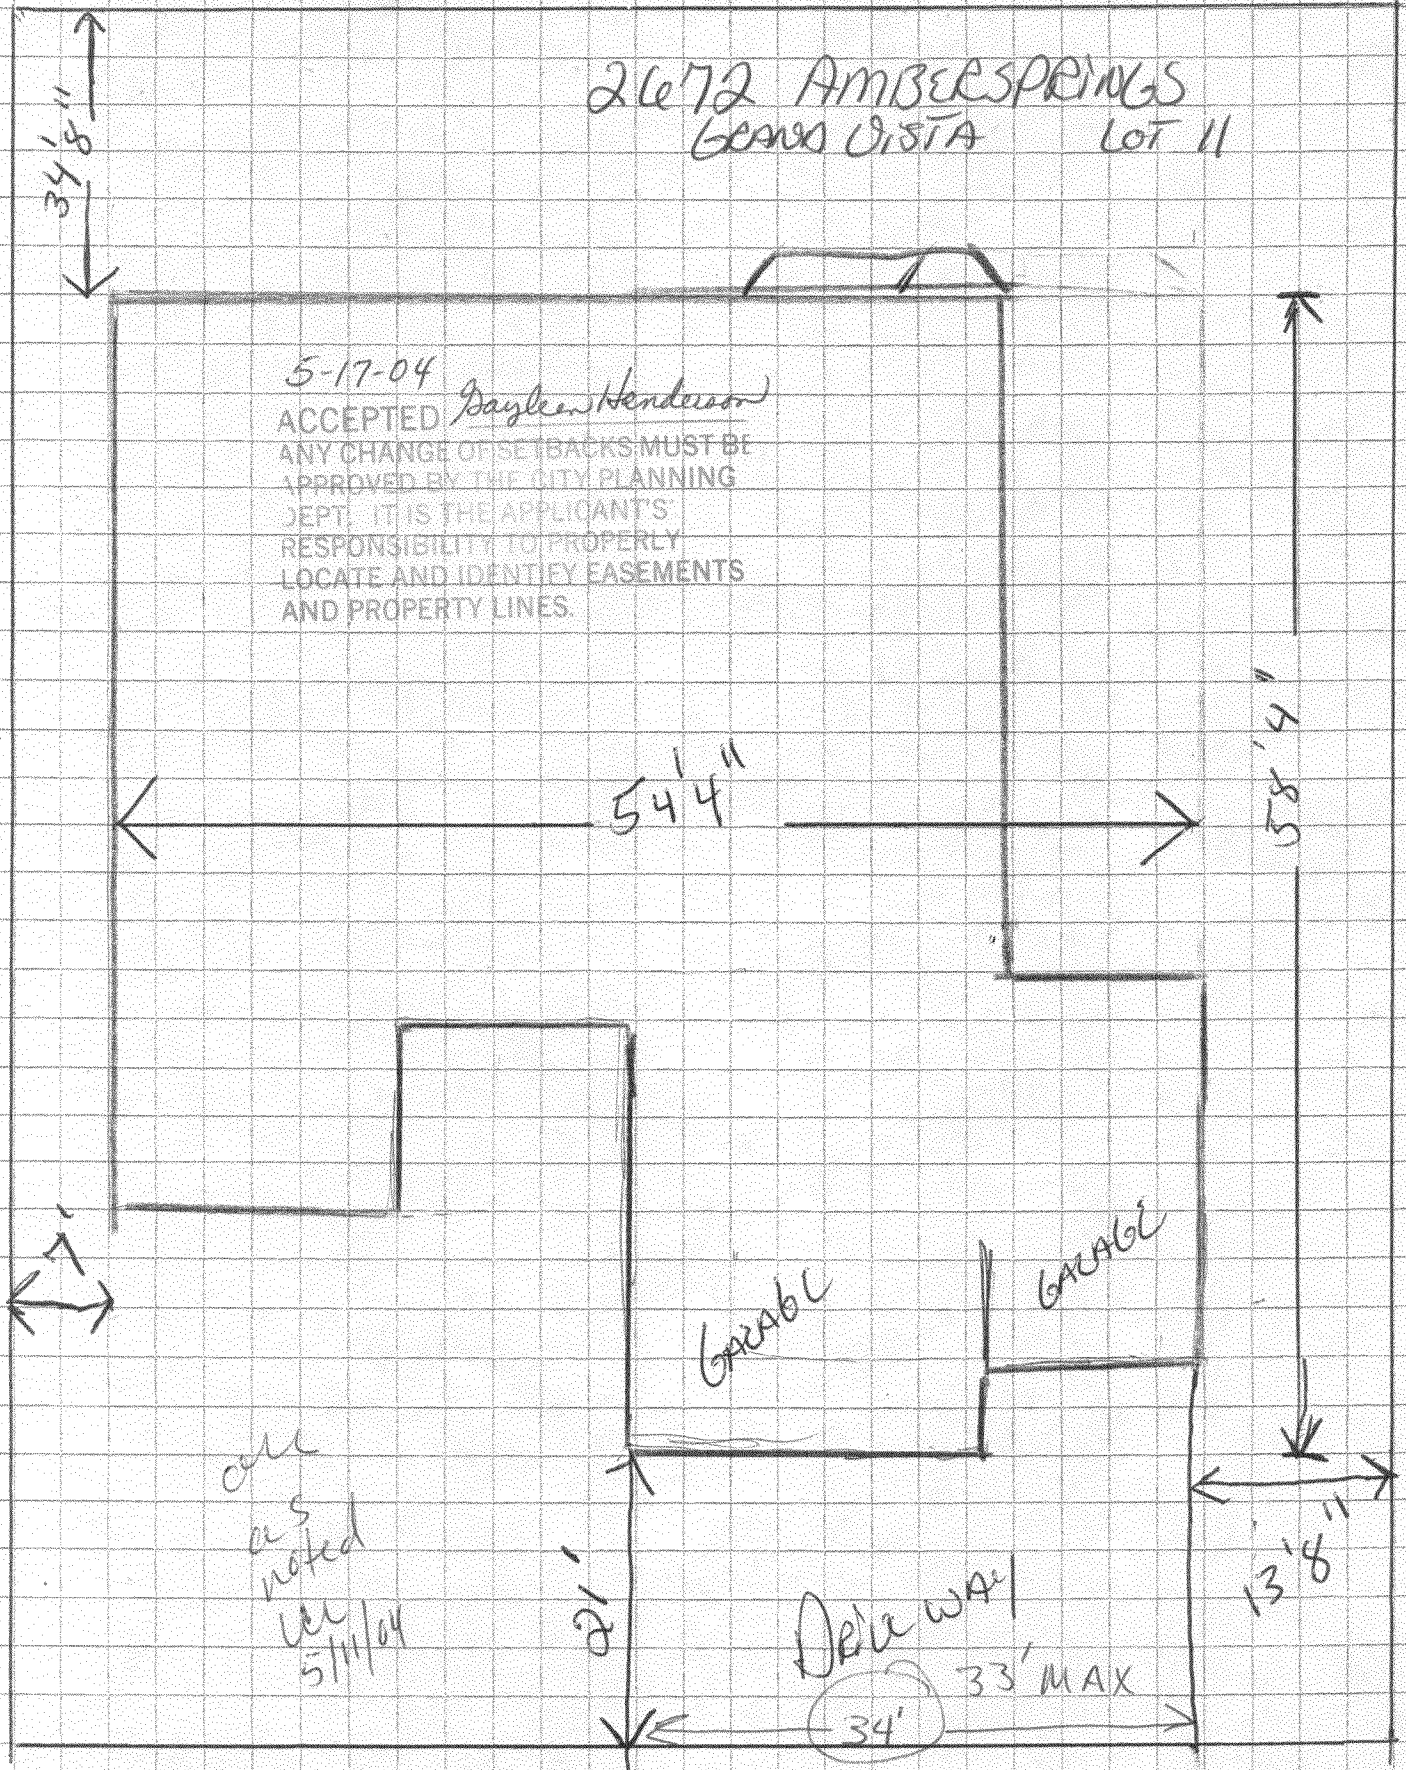 2672 AMBERSPRINGS
GRAND VISTA LOT 11
34'8"
5-17-04
ACCEPTED Gayleen Henderson
ANY CHANGE OF SETBACKS MUST BE
APPROVED BY THE CITY PLANNING
DEPT. IT IS THE APPLICANT'S
RESPONSIBILITY TO PROPERLY
LOCATE AND IDENTIFY EASEMENTS
AND PROPERTY LINES.
58'4"
54'4"
7'
GARAGE
GARAGE
as
noted
5/11/04
21'
13'8"
DRIVEWAY
33' MAX
34'